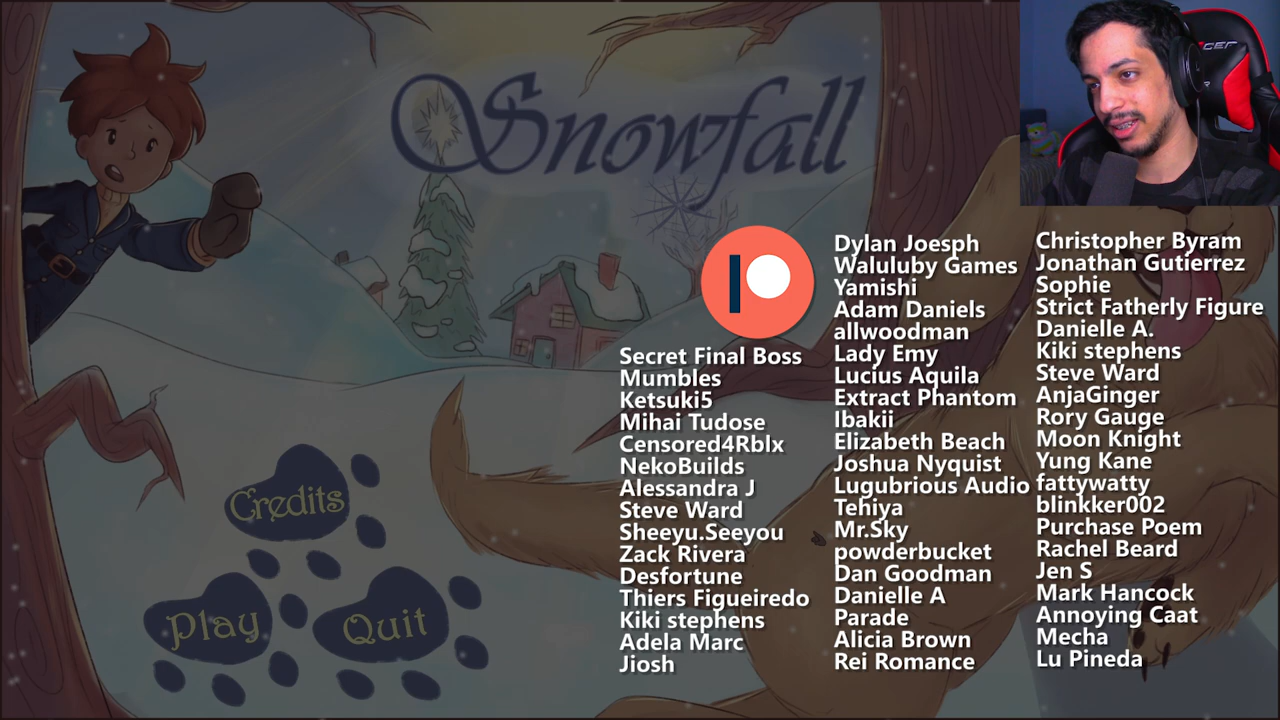 Snowfall
Secret Final Boss
Mumbles
Ketsuki5
Mihai Tudose
Censored4Rblx
NekoBuilds
Alessandra J
Steve Ward
Sheeyu.Seeyou
Zack Rivera
Desfortune
Thiers Figueiredo
Kiki stephens
Adela Marc
Jiosh
Dylan Joesph
Waluluby Games
Yamishi
Adam Daniels
allwoodman
Lady Emy
Lucius Aquila
Extract Phantom
Ibakii
Elizabeth Beach
Joshua Nyquist
Lugubrious Audio
Tehiya
Mr.Sky
powderbucket
Dan Goodman
Danielle A
Parade
Alicia Brown
Rei Romance
Christopher Byram
Jonathan Gutierrez
Sophie
Strict Fatherly Figure
Danielle A.
Kiki stephens
Steve Ward
AnjaGinger
Rory Gauge
Moon Knight
Yung Kane
fattywatty
blinkker002
Purchase Poem
Rachel Beard
Jen S
Mark Hancock
Annoying Caat
Mecha
Lu Pineda
Credits
Play
Quit